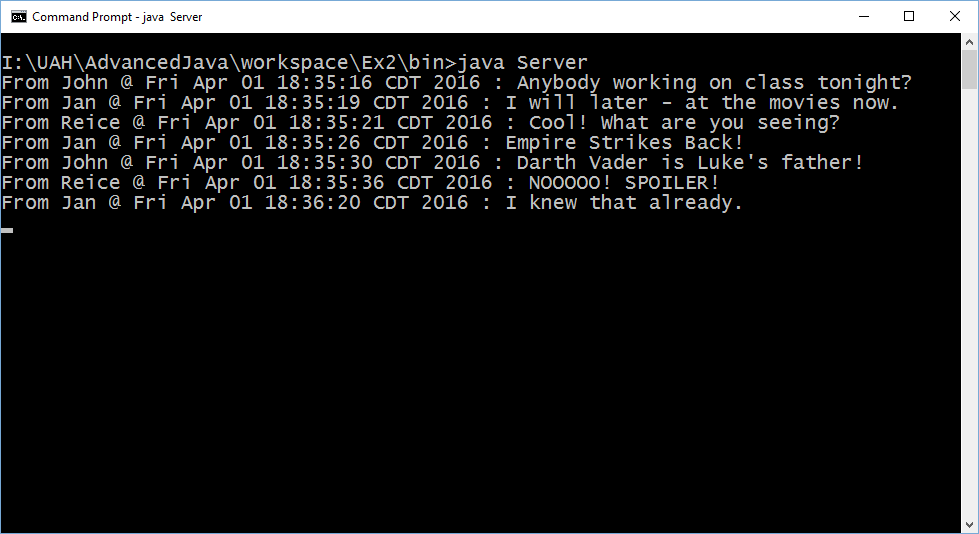 Command Prompt - java  Server
I:\UAH\AdvancedJava\workspace\Ex2\bin>java Server
From John @ Fri Apr 01 18:35:16 CDT 2016 : Anybody working on class tonight?
From Jan @ Fri Apr 01 18:35:19 CDT 2016 : I will later - at the movies now.
From Reice @ Fri Apr 01 18:35:21 CDT 2016 : Cool! What are you seeing?
From Jan @ Fri Apr 01 18:35:26 CDT 2016 : Empire Strikes Back!
From John @ Fri Apr 01 18:35:30 CDT 2016 : Darth Vader is Luke's father!
From Reice @ Fri Apr 01 18:35:36 CDT 2016 : NOOOOO! SPOILER!
From Jan @ Fri Apr 01 18:36:20 CDT 2016 : I knew that already.